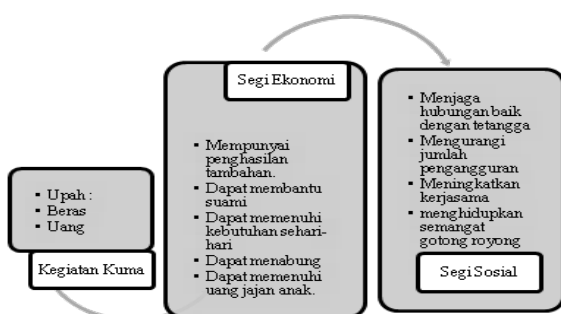 ▪ Upah :
▪ Beras
▪ Uang
Kegiatan Kuma
Segi Ekonomi
▪ Mempunyai
penghasilan
tambahan.
▪ Dapat membantu
suami
▪ Dapat memenuhi
kebutuhan sehari-
hari
▪ Dapat menabung
▪ Dapat memenuhi
uang jajan anak.
▪ Menjaga
hubungan baik
dengan tetangga
▪ Mengurangi
jumlah
pengangguran
▪ Meningkatkan
kerjasama
▪ menghidupkan
semangat
gotong royong
Segi Sosial